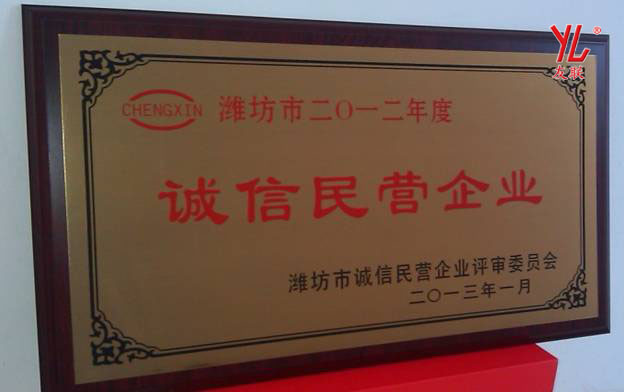 YL®
友联
CHENGXIN
潍坊市二〇一二年度
诚信民营企业
潍坊市诚信民营企业评审委员会
二〇一三年一月